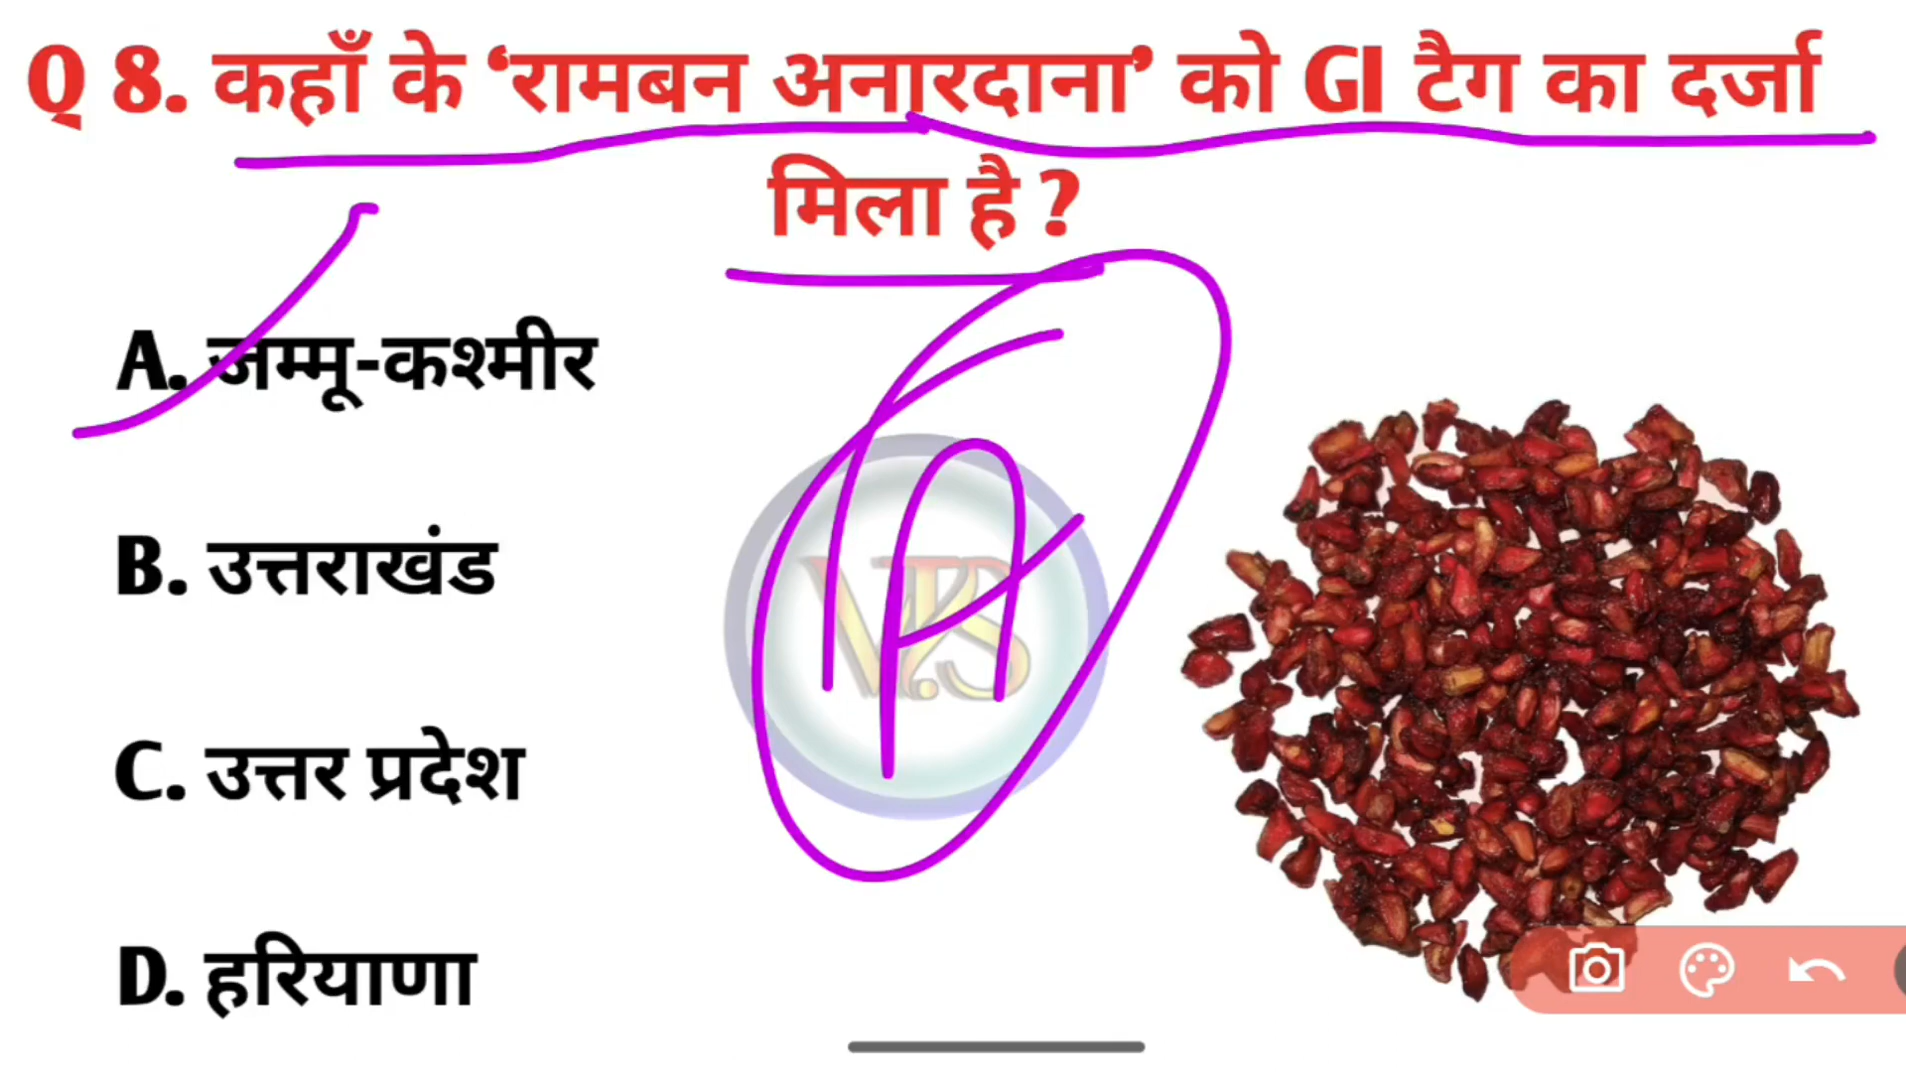 Q 8. कहाँ के ‘रामबन अनारदाना’ को GI टैग का दर्जा
मिला है ?
A. जम्मू-कश्मीर
B. उत्तराखंड
C. उत्तर प्रदेश
D. हरियाणा
V.P.S